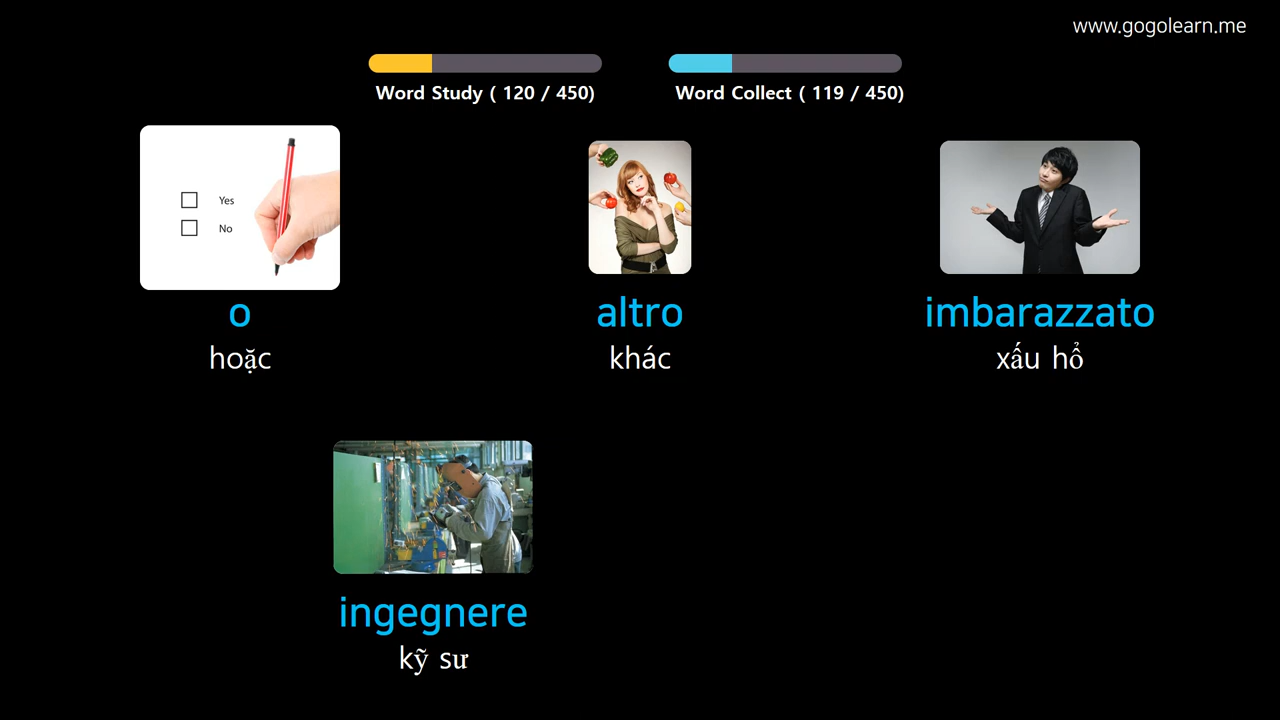 www.gogolearn.me
Word Study ( 120 / 450)
Word Collect ( 119 / 450)
Yes
No
o
hoặc
altro
khác
imbarazzato
xấu hổ
ingegnere
kỹ sư